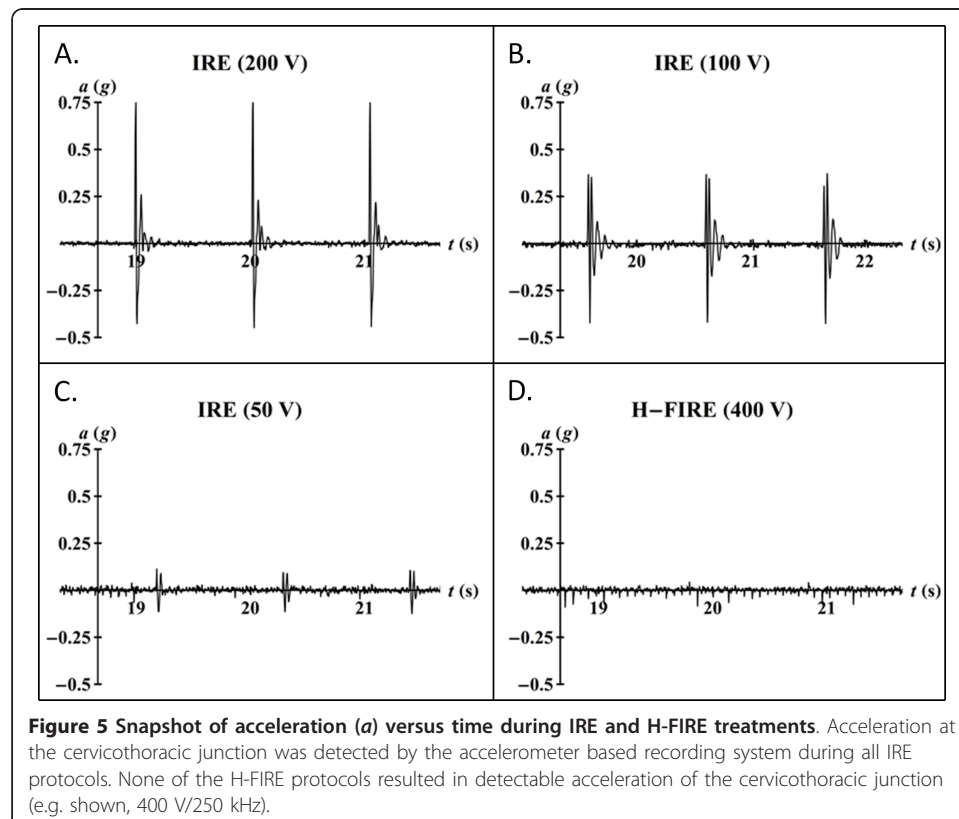 A.
IRE (200 V)
a (g)
0.75
0.5
0.25
−0.25
−0.5
19
20
21
t (s)
B.
IRE (100 V)
a (g)
0.75
0.5
0.25
−0.25
−0.5
20
21
22
t (s)
C.
IRE (50 V)
a (g)
0.75
0.5
0.25
−0.25
−0.5
19
20
21
t (s)
D.
H−FIRE (400 V)
a (g)
0.75
0.5
0.25
−0.25
−0.5
19
20
21
t (s)
Figure 5 Snapshot of acceleration (a) versus time during IRE and H-FIRE treatments. Acceleration at
the cervicothoracic junction was detected by the accelerometer based recording system during all IRE
protocols. None of the H-FIRE protocols resulted in detectable acceleration of the cervicothoracic junction
(e.g. shown, 400 V/250 kHz).